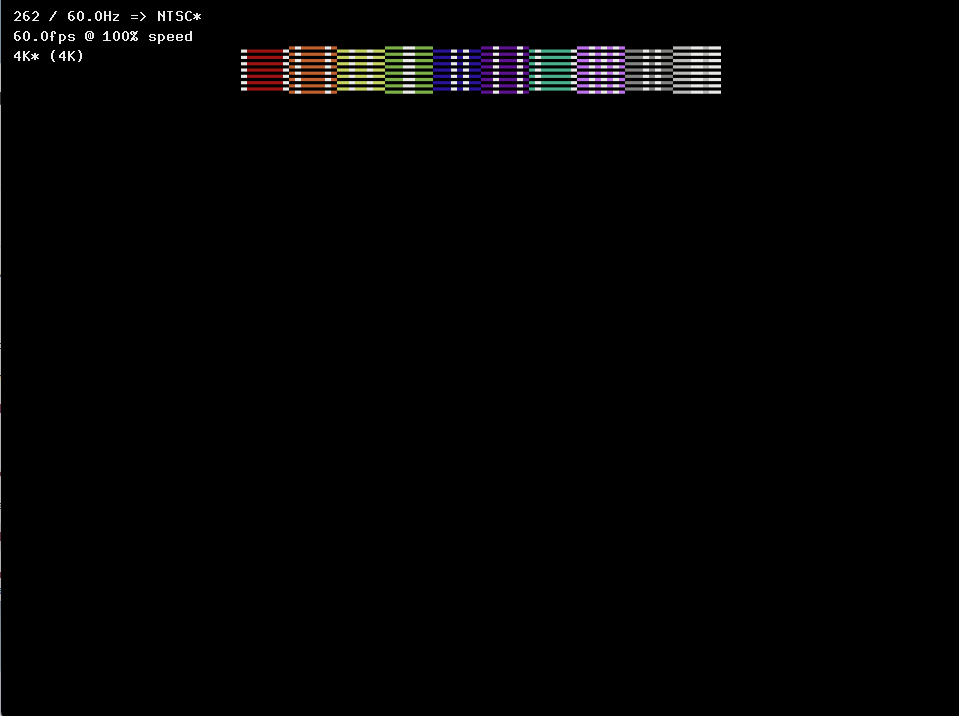 262 / 60.0Hz => NTSC*
60.0fps @ 100% speed
4K* (4K)